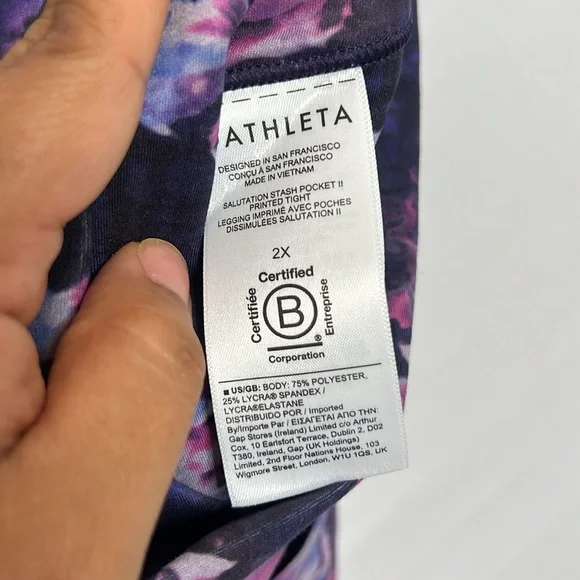 ATHLETA
DESIGNED IN SAN FRANCISCO
CONÇU À SAN FRANCISCO
MADE IN VIETNAM
SALUTATION STASH POCKET II
PRINTED TIGHT
LEGGING IMPRIMÉ AVEC POCHES
DISSIMULÉES SALUTATION II
2X
Certifiée
Certified
Entreprise
B
®
Corporation
■ US/GB: BODY: 75% POLYESTER,
25% LYCRA® SPANDEX /
LYCRA®ELASTANE
DISTRIBUIDO POR / Imported
By/Importe Par / ΕΙΣΑΓΕΤΑΙ ΑΠΟ ΤΗΝ:
Gap Stores (Ireland) Limited c/o Arthur
Cox, 10 Earlsfort Terrace, Dublin 2, D02
T380, Ireland, Gap (UK Holdings)
Limited, 2nd Floor Nations House, 103
Wigmore Street, London, W1U 1QS, UK